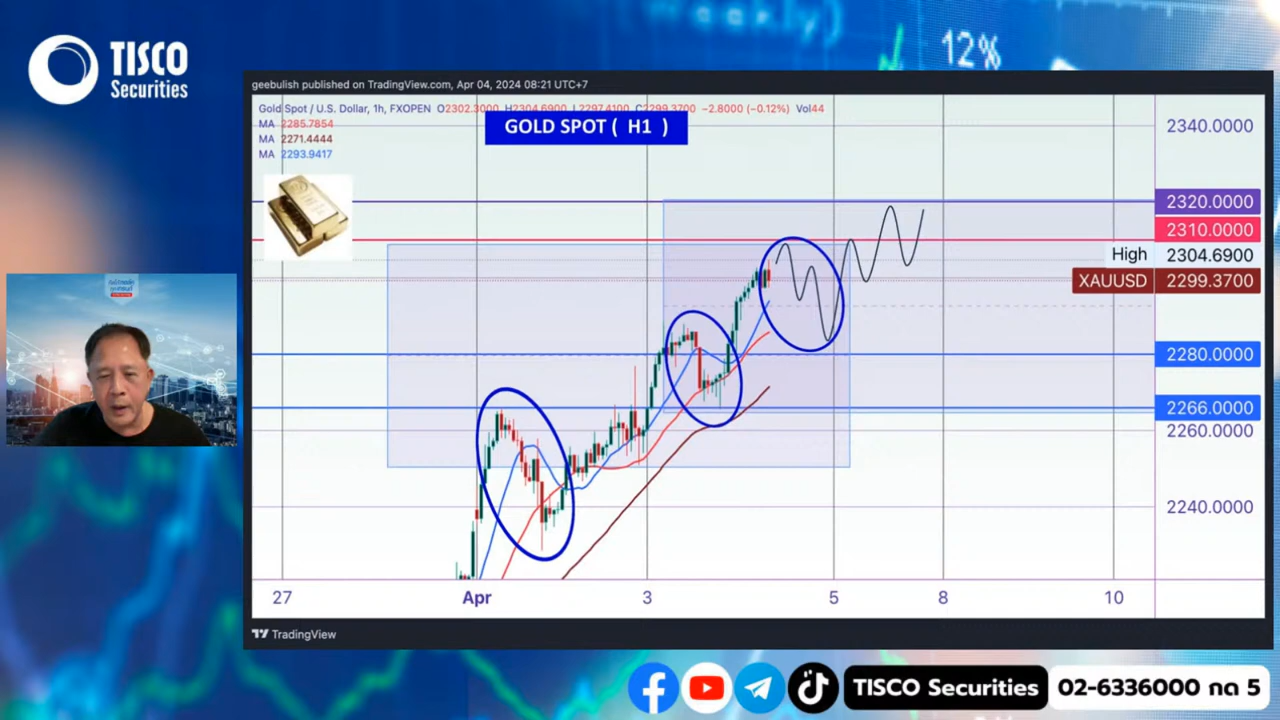 TISCO
Securities
12%
geebulish published on TradingView.com, Apr 04, 2024 08:21 UTC+7
Gold Spot / U.S. Dollar, 1h, FXOPEN O2302.3000 H2304.6900 L2297.4100 C2299.3700 −2.8000 (−0.12%) Vol44
MA 2285.7854
MA 2271.4444
MA 2293.9417
GOLD SPOT ( H1 )
2340.0000
2320.0000
2310.0000
High 2304.6900
XAUUSD 2299.3700
2280.0000
2266.0000
2260.0000
2240.0000
27 Apr 3 5 8 10
TradingView
TISCO Securities 02-6336000 กด 5